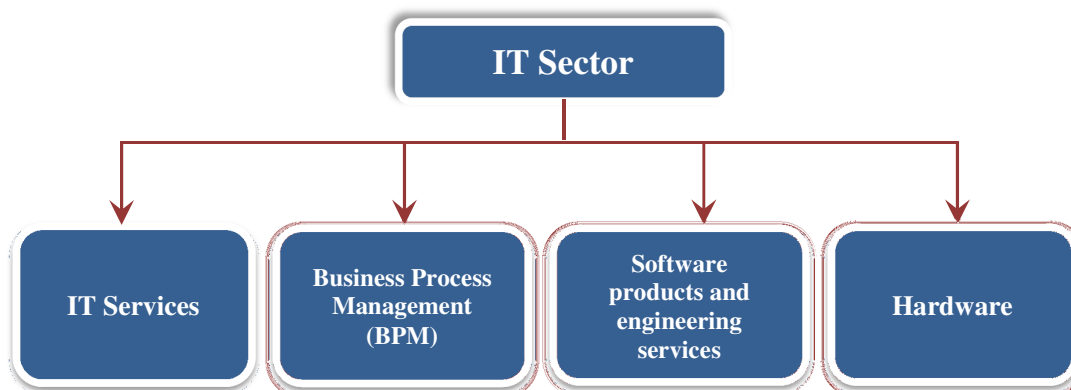 IT Sector
IT Services
Business Process
Management
(BPM)
Software
products and
engineering
services
Hardware